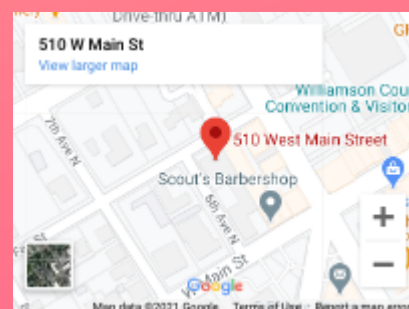 Drive-thru ATM)
510 W Main St
View larger map
Williamson Cou
Convention & Visitor
7th Ave N
510 West Main Street
Scout's Barbershop
6th Ave N
W Main St
Google
Map data ©2021 Google Terms of Use Report a map error